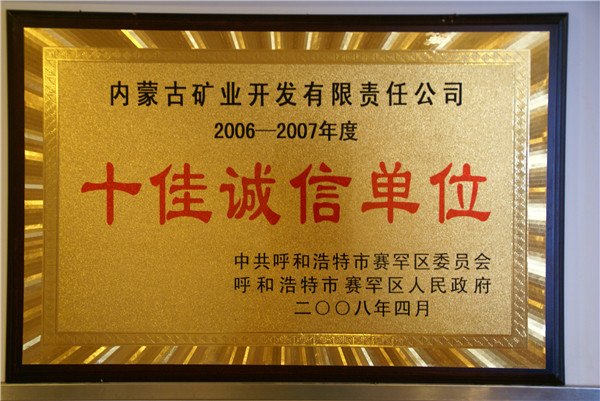 内蒙古矿业开发有限责任公司
2006—2007年度
十佳诚信单位
中共呼和浩特市赛罕区委员会
呼和浩特市赛罕区人民政府
二〇〇八年四月